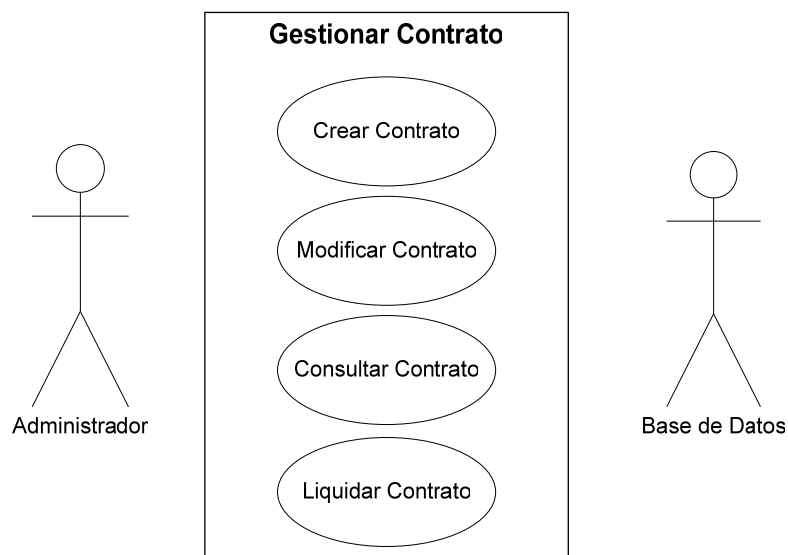 Gestionar Contrato
Crear Contrato
Modificar Contrato
Consultar Contrato
Administrador
Base de Datos
Liquidar Contrato